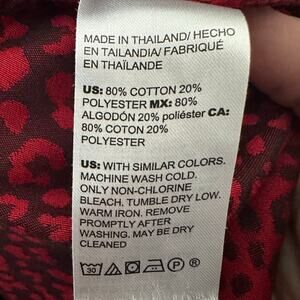 MADE IN THAILAND/ HECHO
EN TAILANDIA/ FABRIQUÉ
EN THAÏLANDE
US: 80% COTTON 20%
POLYESTER MX: 80%
ALGODÓN 20% poliéster CA:
80% COTON 20%
POLYESTER
US: WITH SIMILAR COLORS.
MACHINE WASH COLD.
ONLY NON-CHLORINE
BLEACH. TUMBLE DRY LOW.
WARM IRON. REMOVE
PROMPTLY AFTER
WASHING. MAY BE DRY
CLEANED
30 P ®